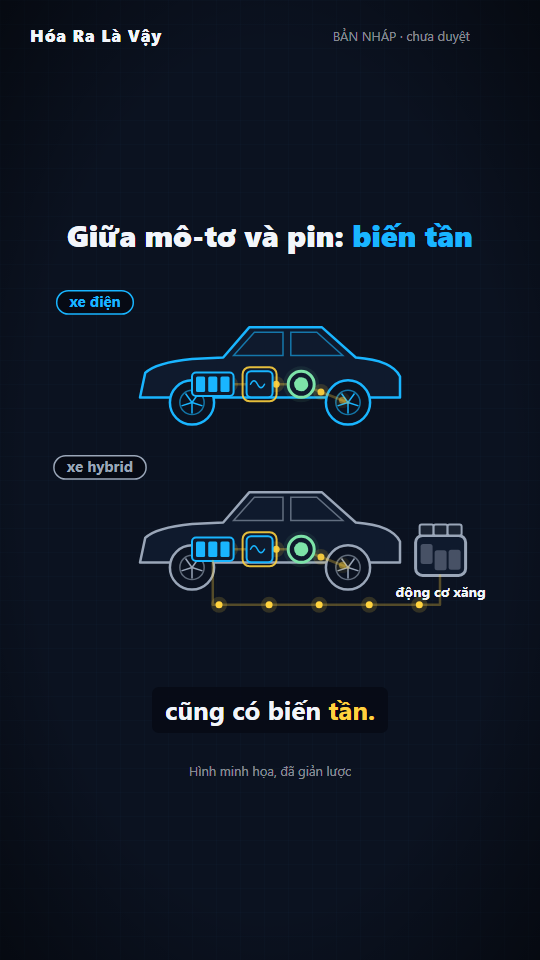 Hóa Ra Là Vậy
BẢN NHÁP · chưa duyệt
Giữa mô-tơ và pin: biến tần
xe điện
xe hybrid
động cơ xăng
cũng có biến tần.
Hình minh họa, đã giản lược